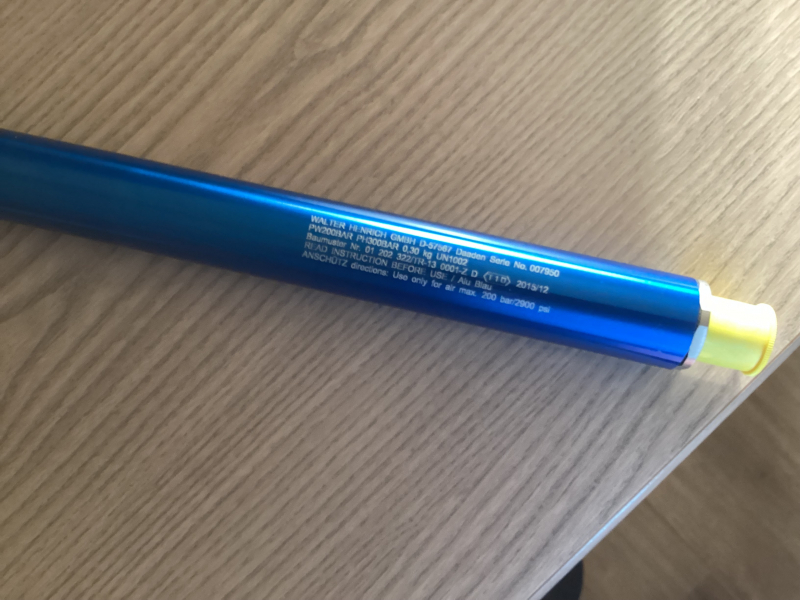 WALTER HENRICH GMBH D-57567 Daaden Serie No. 007950
PW200BAR PH300BAR 0,30 kg UN1002
Baumuster Nr. 01 202 322/TR-13 0001-Z D 2015/12
READ INSTRUCTION BEFORE USE / Alu Blau
ANSCHÜTZ directions: Use only for air max. 200 bar/2900 psi